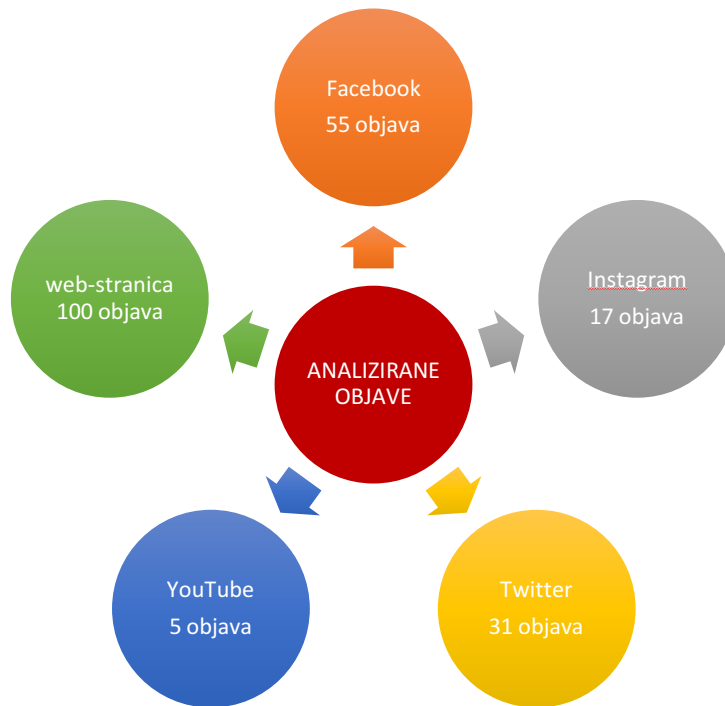 Facebook
55 objava
web-stranica
100 objava
Instagram
17 objava
ANALIZIRANE
OBJAVE
YouTube
5 objava
Twitter
31 objava